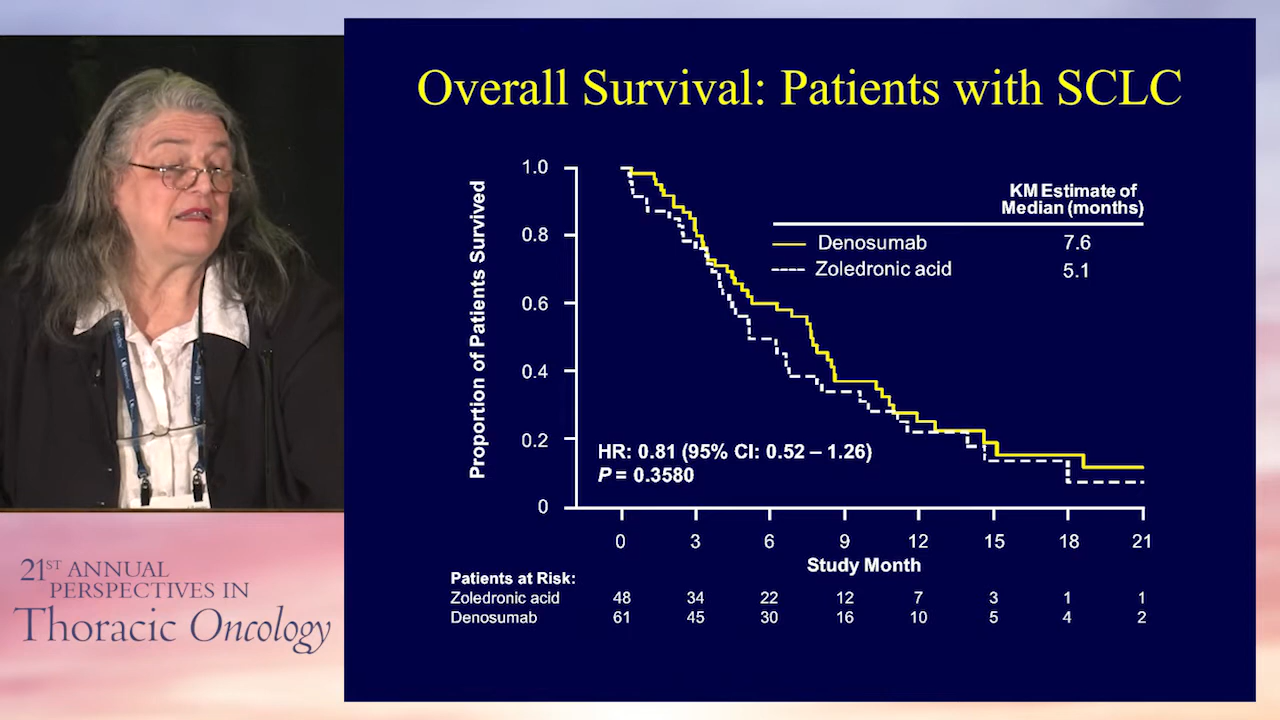 Overall Survival: Patients with SCLC
KM Estimate of
Median (months)
Denosumab 7.6
Zoledronic acid 5.1
Proportion of Patients Survived
1.0
0.8
0.6
0.4
0.2
0
HR: 0.81 (95% CI: 0.52 – 1.26)
P = 0.3580
0 3 6 9 12 15 18 21
Study Month
Patients at Risk:
Zoledronic acid 48 34 22 12 7 3 1 1
Denosumab 61 45 30 16 10 5 4 2
21ST ANNUAL
PERSPECTIVES IN
Thoracic Oncology